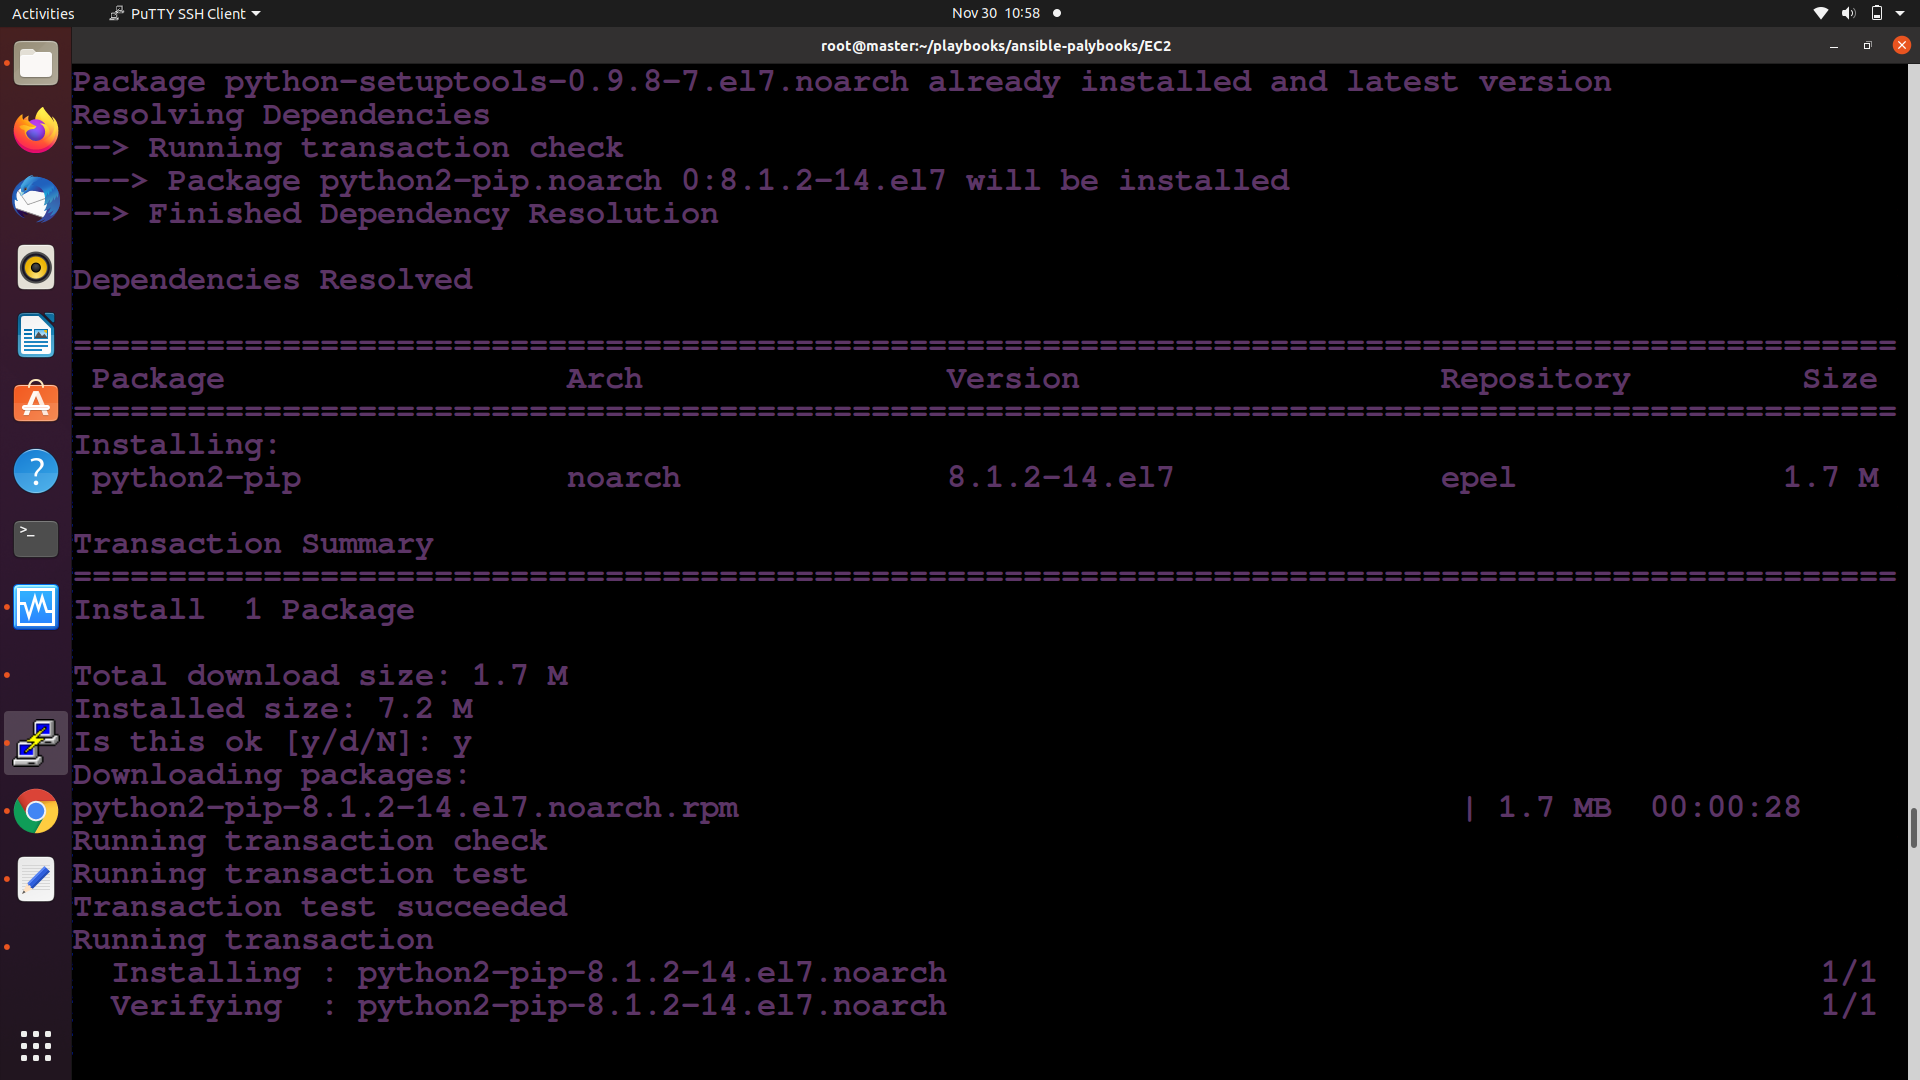 Activities PuTTY SSH Client Nov 30 10:58
root@master:~/playbooks/ansible-palybooks/EC2
Package python-setuptools-0.9.8-7.el7.noarch already installed and latest version
Resolving Dependencies
--> Running transaction check
---> Package python2-pip.noarch 0:8.1.2-14.el7 will be installed
--> Finished Dependency Resolution
Dependencies Resolved
================================================================================================
Package Arch Version Repository Size
================================================================================================
Installing:
python2-pip noarch 8.1.2-14.el7 epel 1.7 M
Transaction Summary
================================================================================================
Install 1 Package
Total download size: 1.7 M
Installed size: 7.2 M
Is this ok [y/d/N]: y
Downloading packages:
python2-pip-8.1.2-14.el7.noarch.rpm | 1.7 MB 00:00:28
Running transaction check
Running transaction test
Transaction test succeeded
Running transaction
Installing : python2-pip-8.1.2-14.el7.noarch 1/1
Verifying : python2-pip-8.1.2-14.el7.noarch 1/1